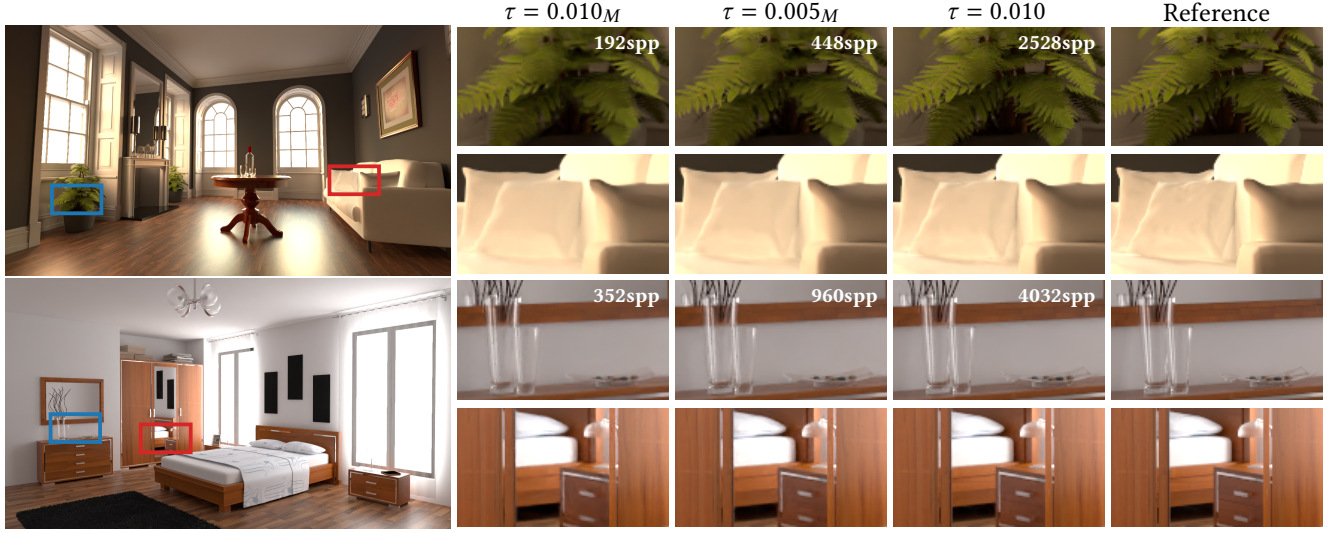 τ = 0.010M τ = 0.005M τ = 0.010 Reference
192spp 448spp 2528spp
352spp 960spp 4032spp